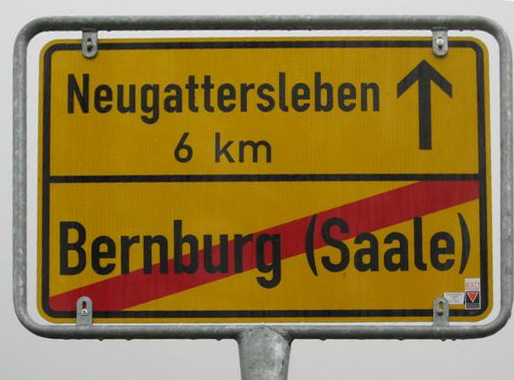 Neugattersleben
6 km
Bernburg (Saale)